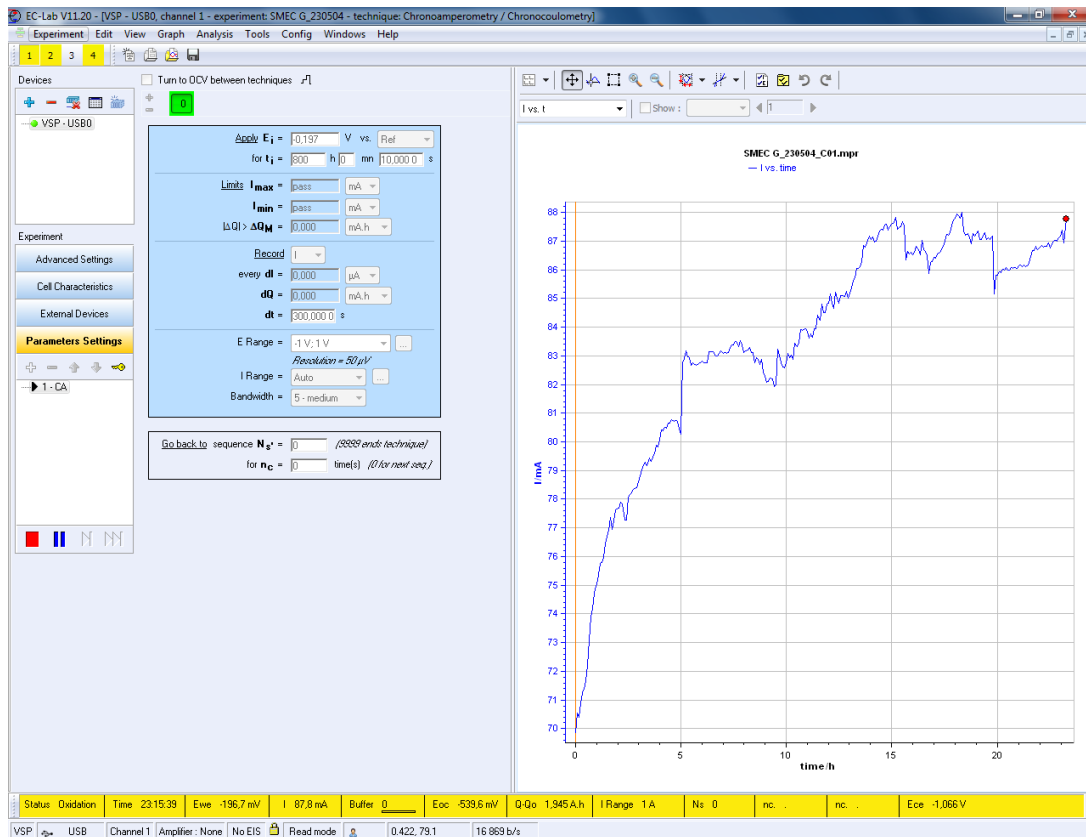 EC-Lab V11.20 - [VSP - USB0, channel 1 - experiment: SMEC G_230504 - technique: Chronoamperometry / Chronocoulometry]
Experiment Edit View Graph Analysis Tools Config Windows Help
1 2 3 4
Devices
VSP - USB0
Experiment
Advanced Settings
Cell Characteristics
External Devices
Parameters Settings
1 - CA
Turn to OCV between techniques
0
Apply Ei = -0,197 V vs. Ref
for ti = 800 h 0 mn 10,000 0 s
Limits Imax = pass mA
Imin = pass mA
|ΔQ| > ΔQM = 0,000 mA.h
Record I
every dI = 0,000 µA
dQ = 0,000 mA.h
dt = 300,000 0 s
E Range = -1 V; 1 V ...
Resolution = 50 µV
I Range = Auto ...
Bandwidth = 5 - medium
Go back to sequence Ns' = 0 (9999 ends technique)
for nc = 0 time(s) (0 for next seq.)
I vs. t Show : 1
SMEC G_230504_C01.mpr
I vs. time
88
87
86
85
84
83
82
81
80
79
78
77
76
75
74
73
72
71
70
I/mA
0 5 10 15 20
time/h
Status Oxidation Time 23:15:39 Ewe -196,7 mV I 87,8 mA Buffer 0 Eoc -539,6 mV Q-Qo 1,945 A.h I Range 1 A Ns 0 nc. . nc. . Ece -1,066 V
VSP USB Channel 1 Amplifier : None No EIS Read mode 0.422, 79.1 16 869 b/s